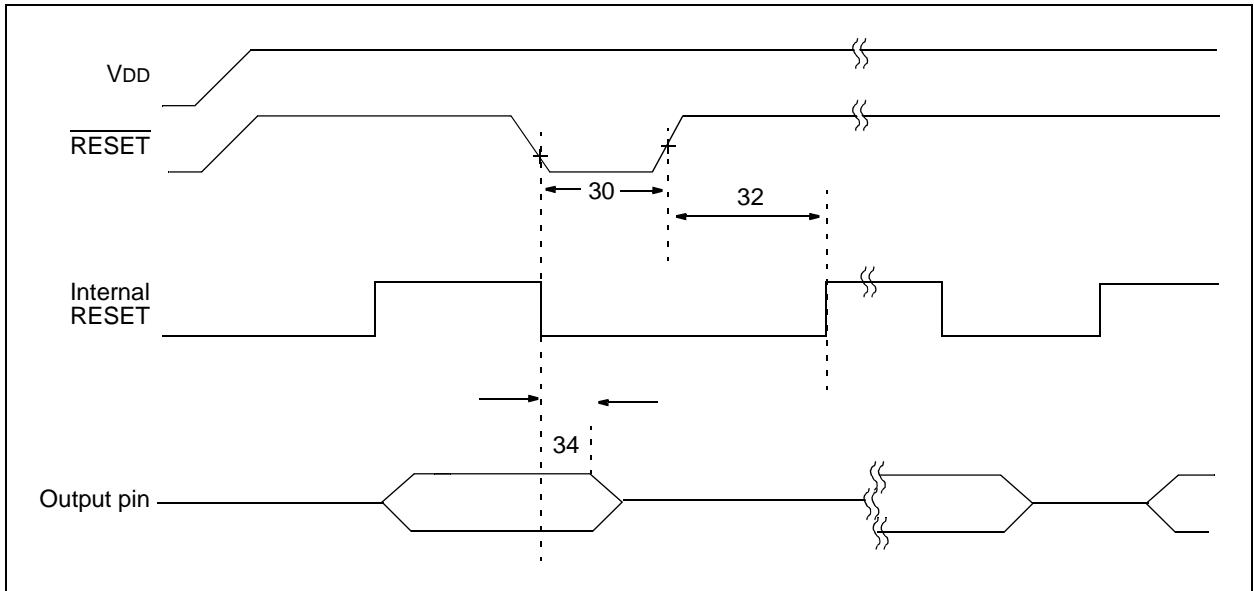 VDD
RESET
30
32
Internal
RESET
34
Output pin